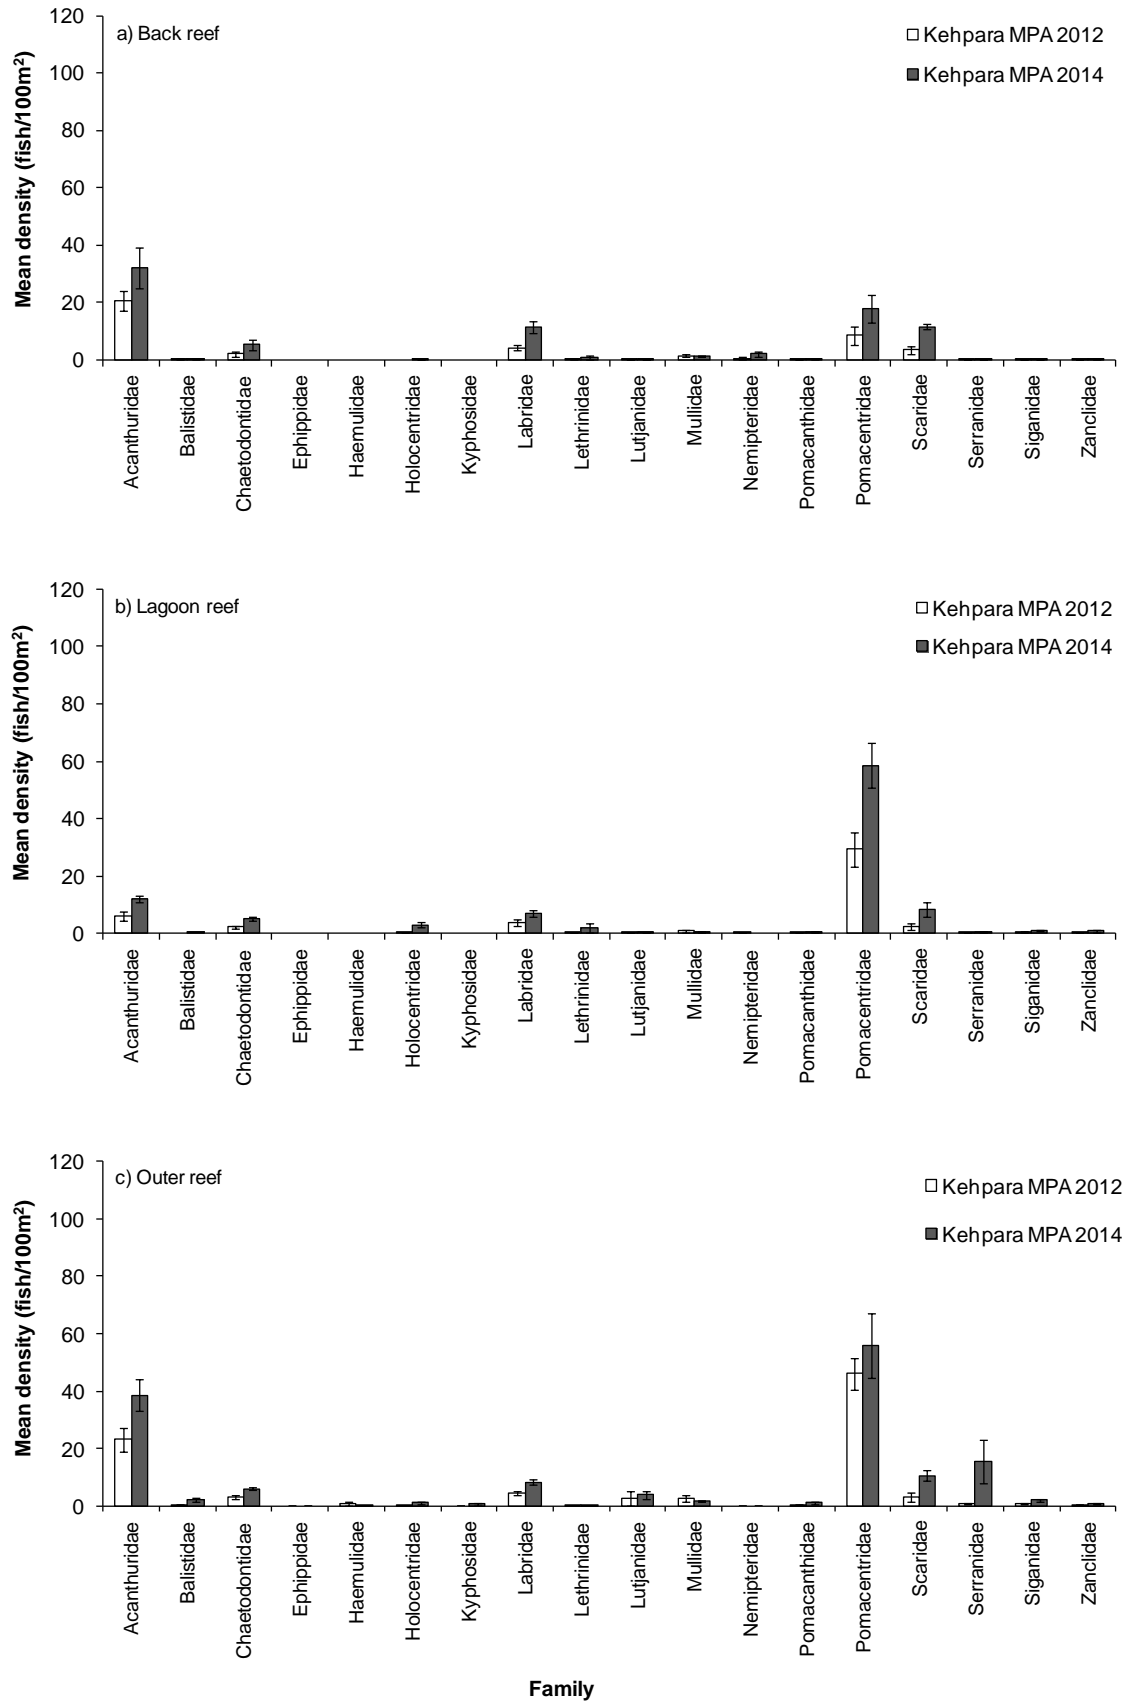 120
100
80
60
40
20
0
Mean density (fish/100m²)
a) Back reef
Kehpara MPA 2012
Kehpara MPA 2014
Acanthuridae
Balistidae
Chaetodontidae
Ephippidae
Haemulidae
Holocentridae
Kyphosidae
Labridae
Lethrinidae
Lutjanidae
Mullidae
Nemipteridae
Pomacanthidae
Pomacentridae
Scaridae
Serranidae
Siganidae
Zanclidae
120
100
80
60
40
20
0
Mean density (fish/100m²)
b) Lagoon reef
Kehpara MPA 2012
Kehpara MPA 2014
Acanthuridae
Balistidae
Chaetodontidae
Ephippidae
Haemulidae
Holocentridae
Kyphosidae
Labridae
Lethrinidae
Lutjanidae
Mullidae
Nemipteridae
Pomacanthidae
Pomacentridae
Scaridae
Serranidae
Siganidae
Zanclidae
120
100
80
60
40
20
0
Mean density (fish/100m²)
c) Outer reef
Kehpara MPA 2012
Kehpara MPA 2014
Acanthuridae
Balistidae
Chaetodontidae
Ephippidae
Haemulidae
Holocentridae
Kyphosidae
Labridae
Lethrinidae
Lutjanidae
Mullidae
Nemipteridae
Pomacanthidae
Pomacentridae
Scaridae
Serranidae
Siganidae
Zanclidae
Family